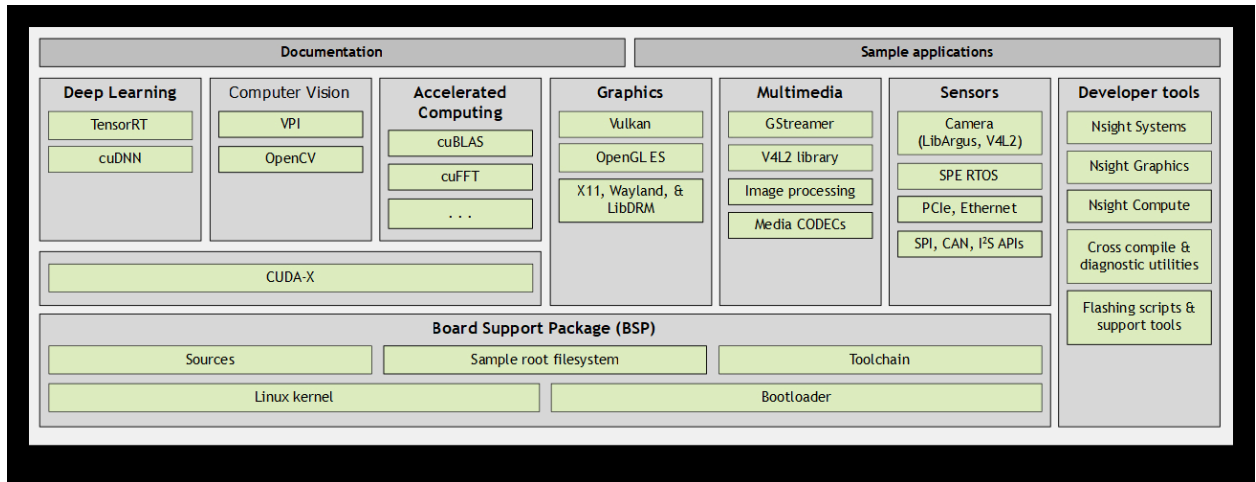 Documentation
Sample applications
Deep Learning
TensorRT
cuDNN
Computer Vision
VPI
OpenCV
Accelerated
Computing
cuBLAS
cuFFT
. . .
CUDA-X
Graphics
Vulkan
OpenGL ES
X11, Wayland, &
LibDRM
Multimedia
GStreamer
V4L2 library
Image processing
Media CODECs
Sensors
Camera
(LibArgus, V4L2)
SPE RTOS
PCIe, Ethernet
SPI, CAN, I²S APIs
Developer tools
Nsight Systems
Nsight Graphics
Nsight Compute
Cross compile &
diagnostic utilities
Flashing scripts &
support tools
Board Support Package (BSP)
Sources
Sample root filesystem
Toolchain
Linux kernel
Bootloader